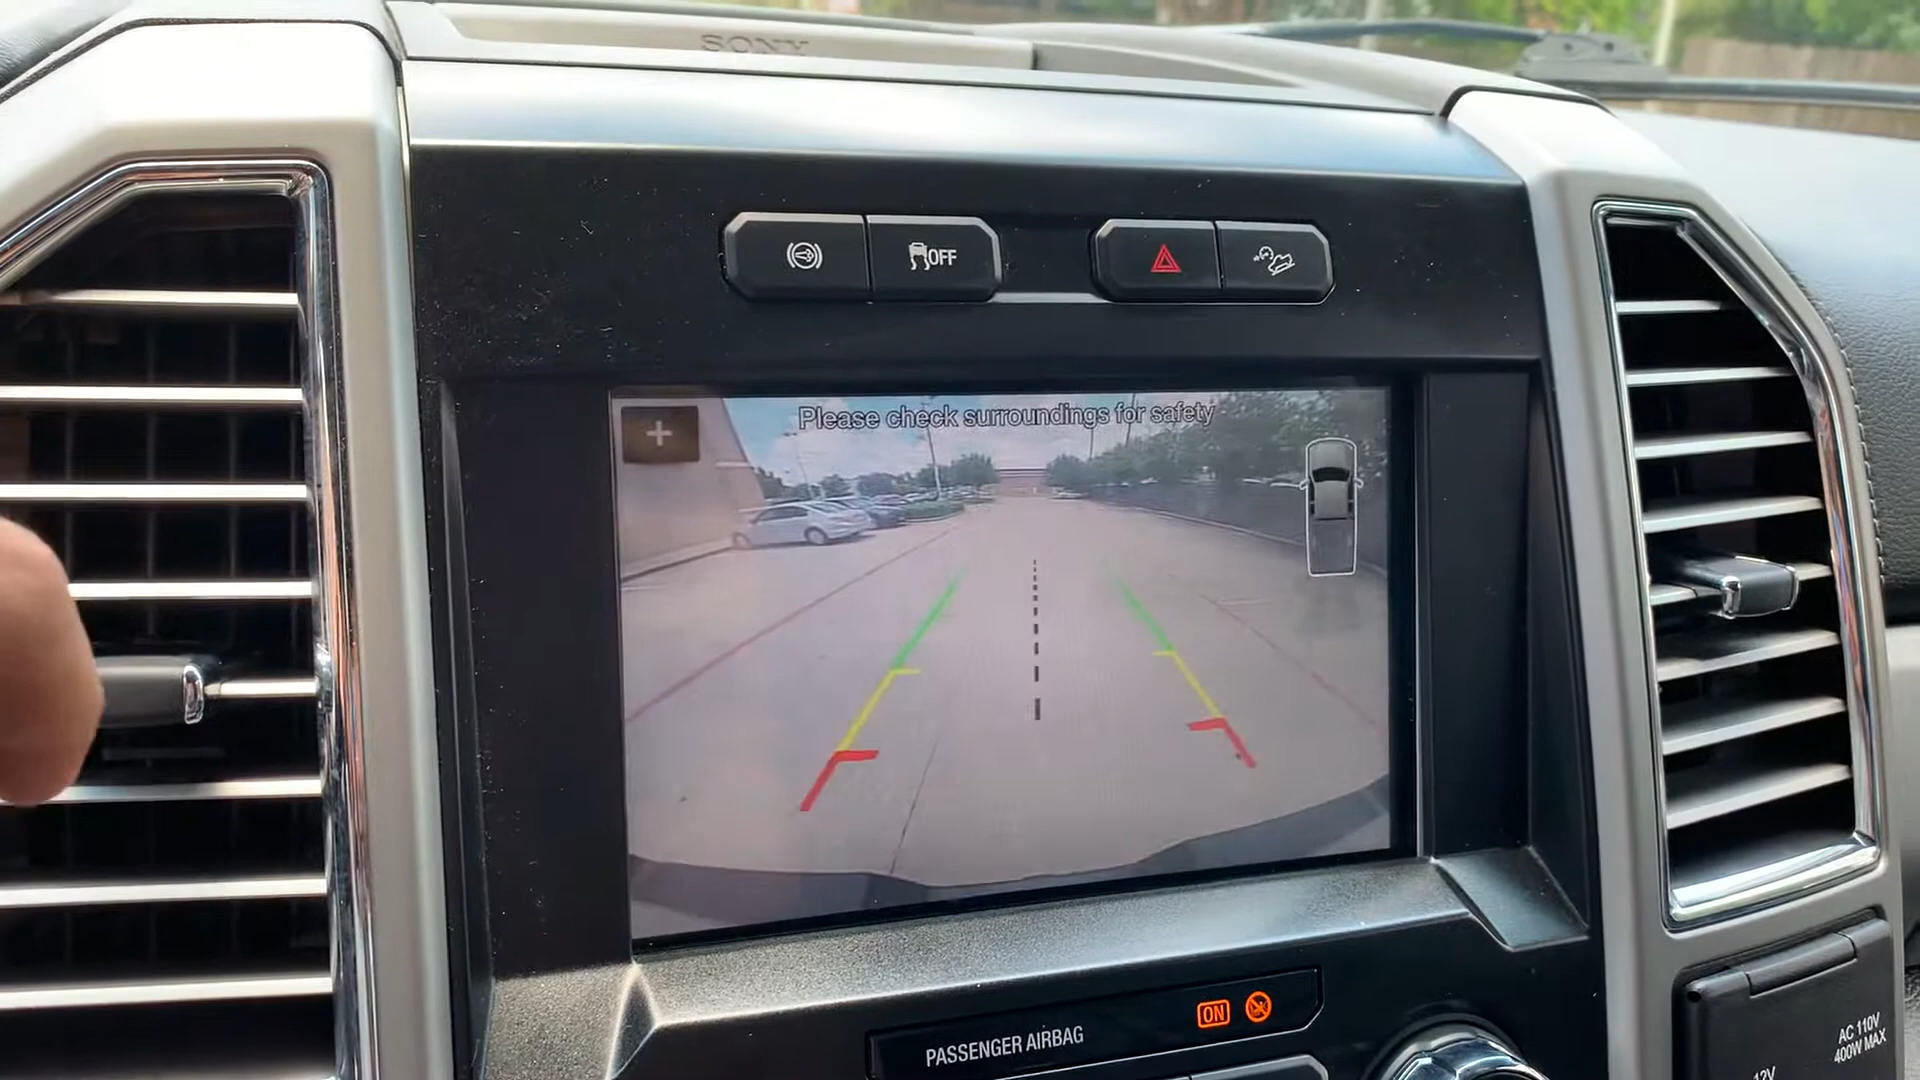 SONY
OFF
+
Please check surroundings for safety
ON
PASSENGER AIRBAG
AC 110V
400W MAX
12V